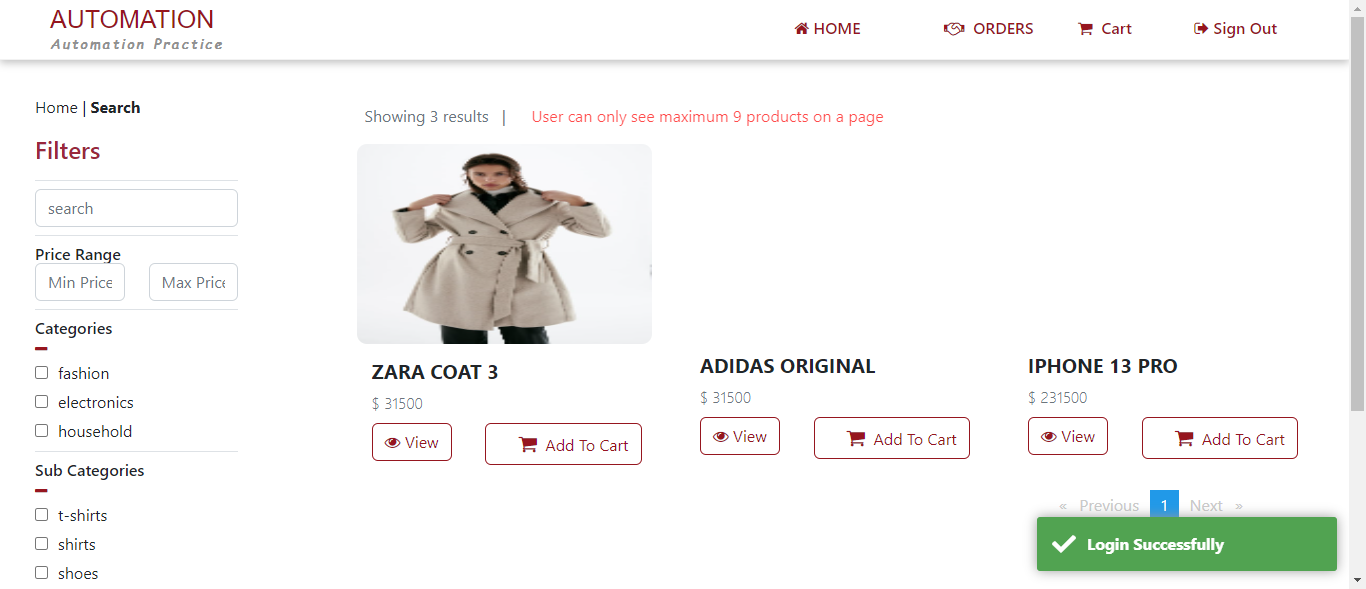 AUTOMATION
Automation Practice
HOME
ORDERS
Cart
Sign Out
Home | Search
Filters
search
Price Range
Min Price
Max Price
Categories
fashion
electronics
household
Sub Categories
t-shirts
shirts
shoes
Showing 3 results |
User can only see maximum 9 products on a page
ZARA COAT 3
$ 31500
View
Add To Cart
ADIDAS ORIGINAL
$ 31500
View
Add To Cart
IPHONE 13 PRO
$ 231500
View
Add To Cart
« Previous 1 Next »
Login Successfully